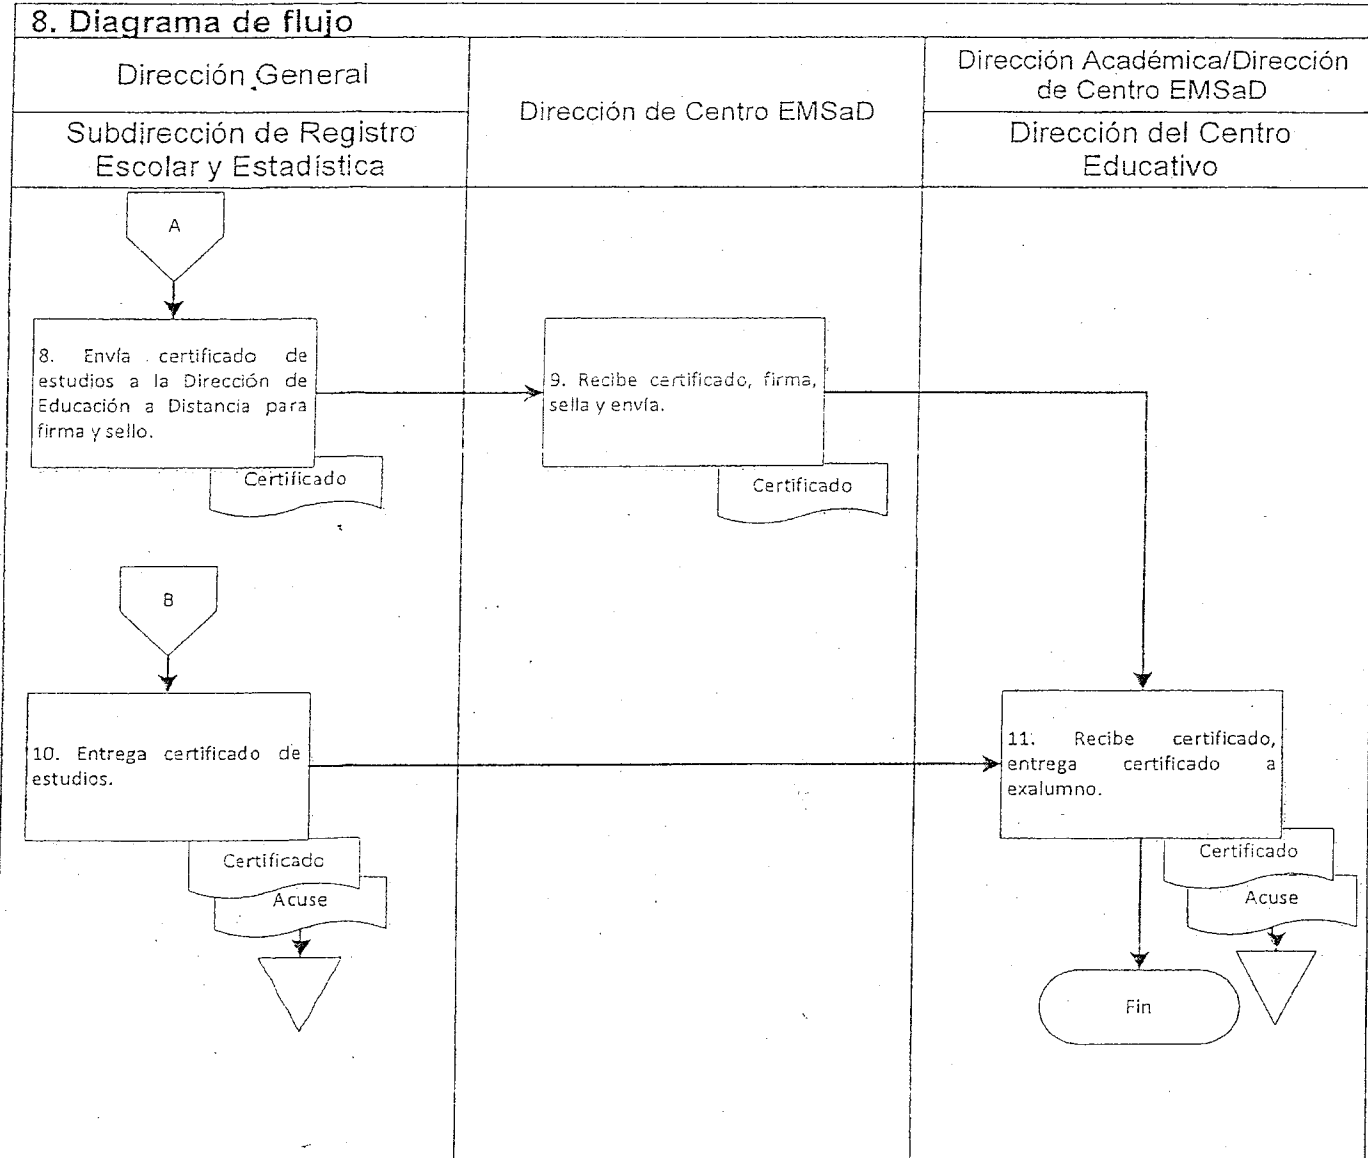 8. Diagrama de flujo
Dirección General
Subdirección de Registro
Escolar y Estadística
Dirección de Centro EMSaD
Dirección Académica/Dirección
de Centro EMSaD
Dirección del Centro
Educativo
A
8. Envía certificado de
estudios a la Dirección de
Educación a Distancia para
firma y sello.
Certificado
9. Recibe certificado, firma,
sella y envía.
Certificado
B
10. Entrega certificado de
estudios.
Certificado
Acuse
11. Recibe certificado,
entrega certificado a
exalumno.
Certificado
Acuse
Fin